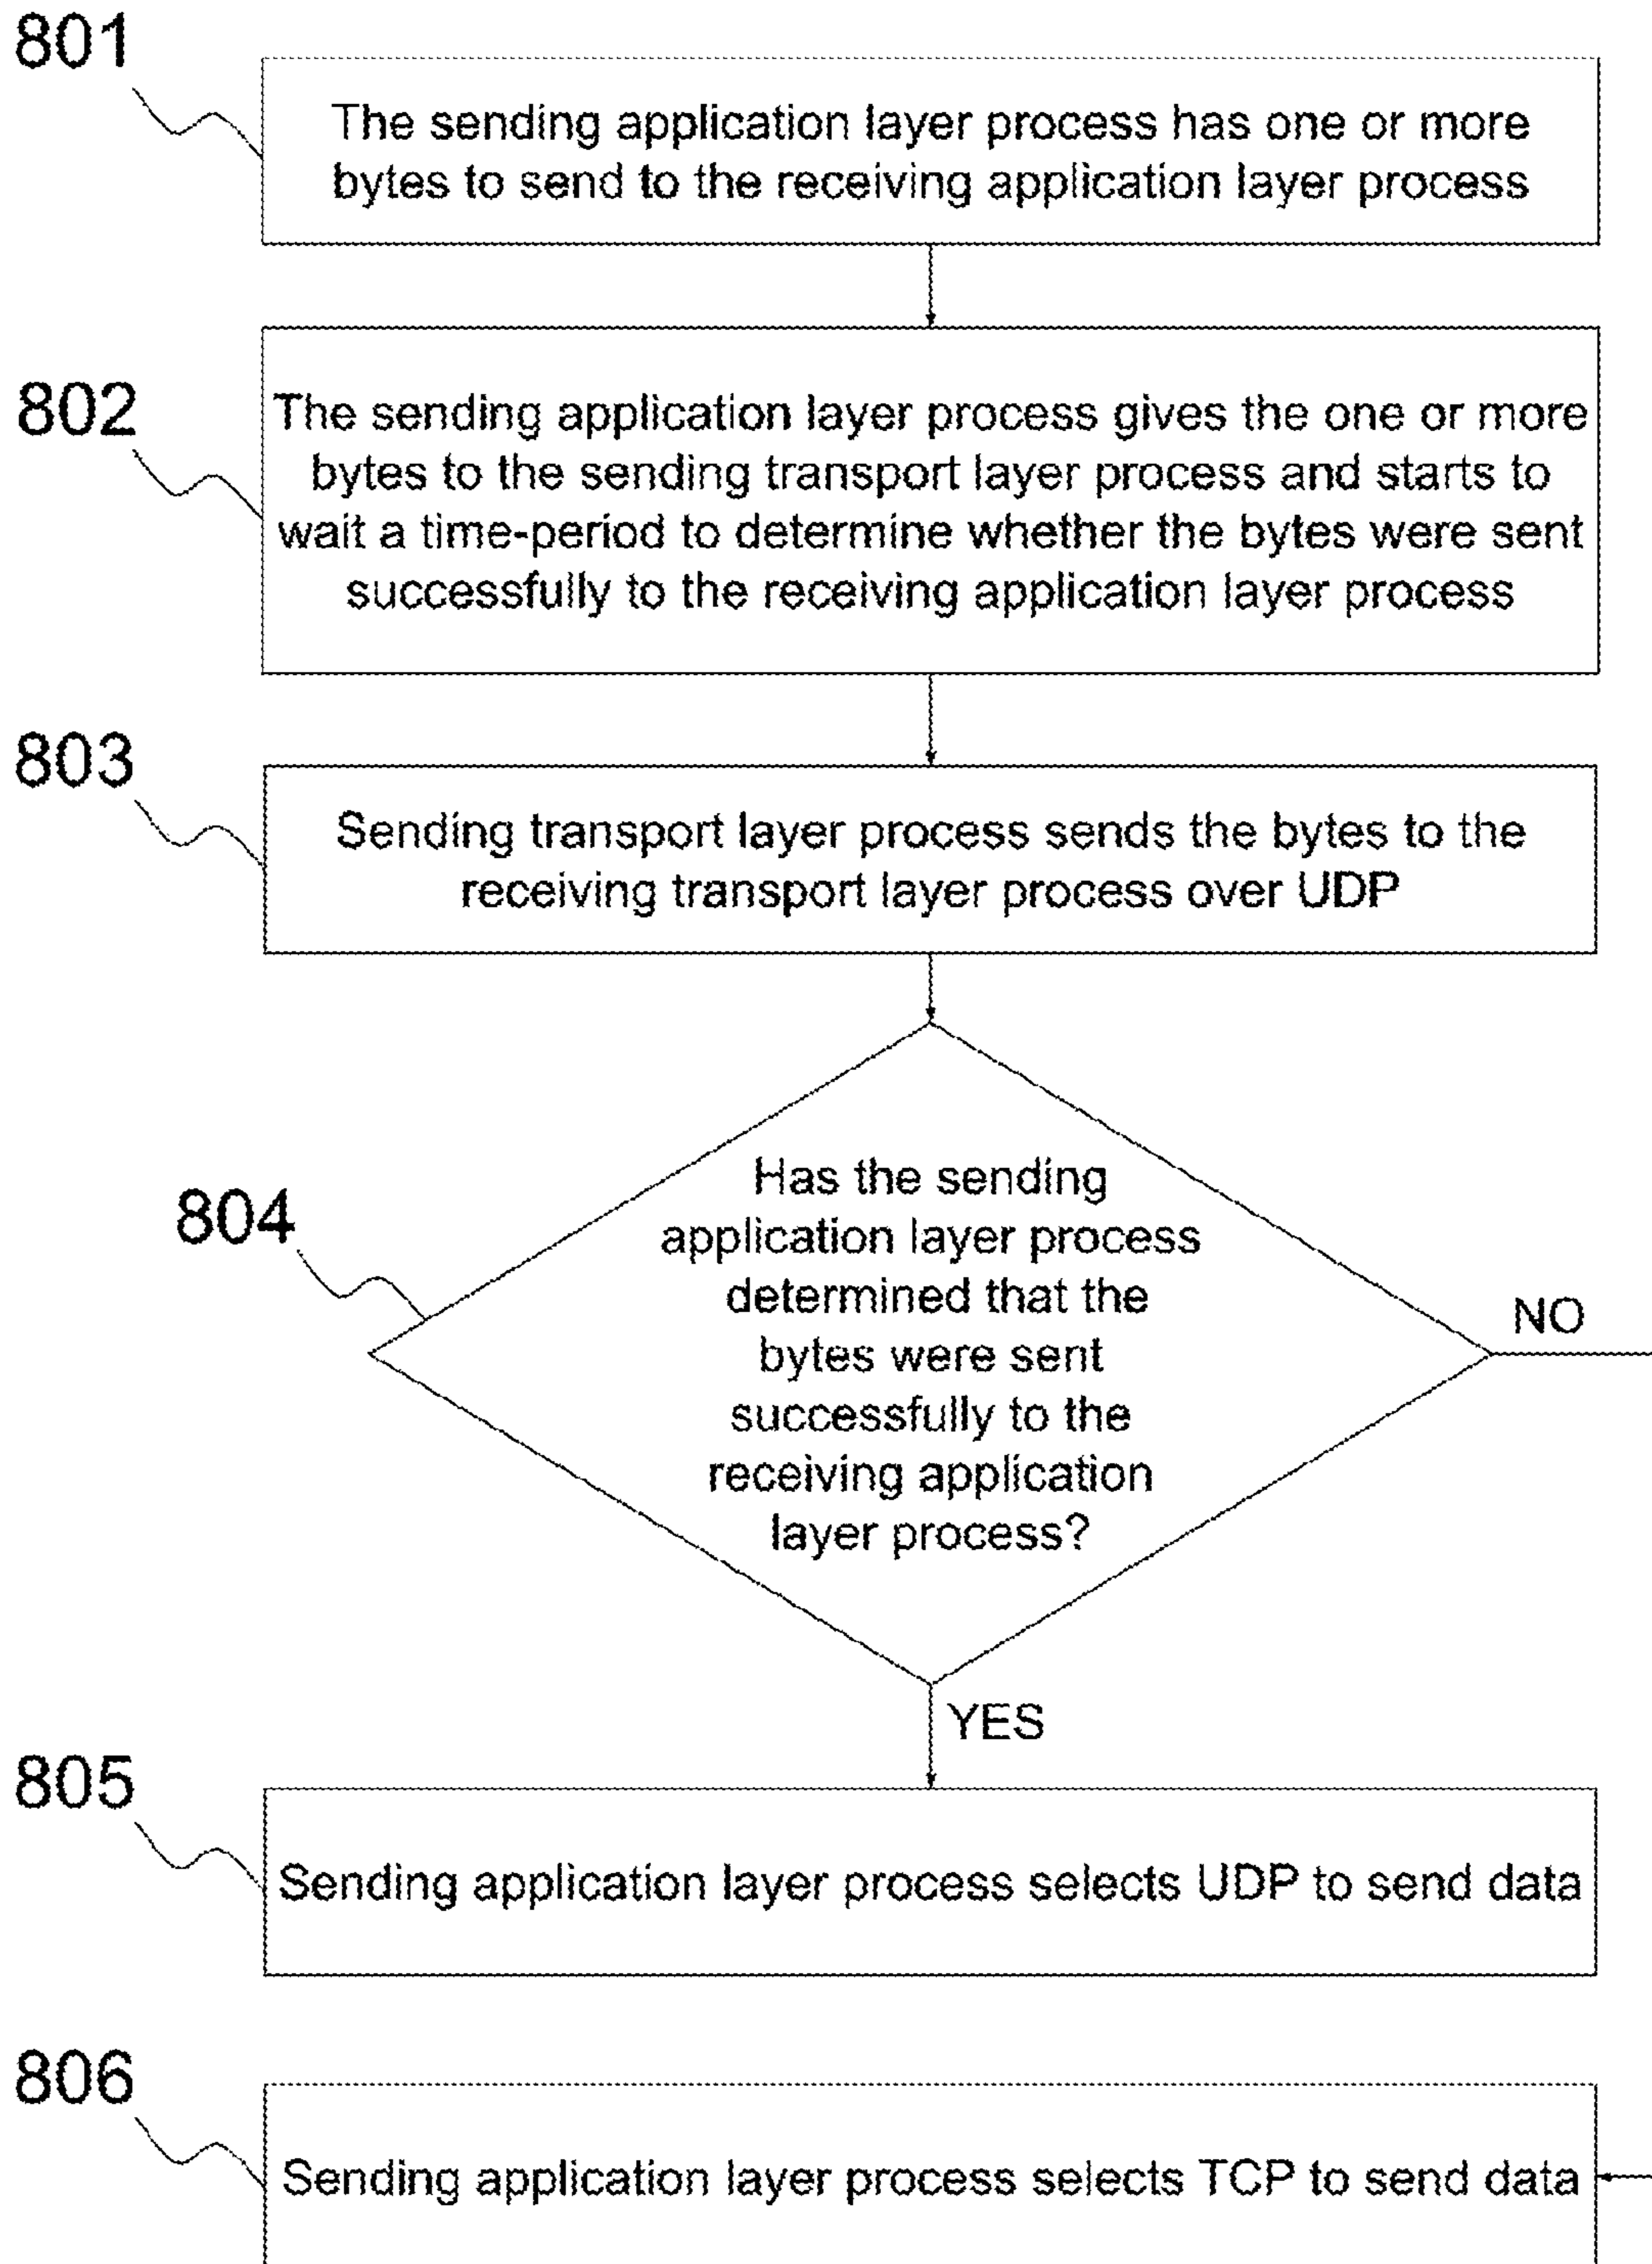 801
The sending application layer process has one or more
bytes to send to the receiving application layer process
802
The sending application layer process gives the one or more
bytes to the sending transport layer process and starts to
wait a time-period to determine whether the bytes were sent
successfully to the receiving application layer process
803
Sending transport layer process sends the bytes to the
receiving transport layer process over UDP
804
Has the sending
application layer process
determined that the
bytes were sent
successfully to the
receiving application
layer process?
NO
YES
805
Sending application layer process selects UDP to send data
806
Sending application layer process selects TCP to send data